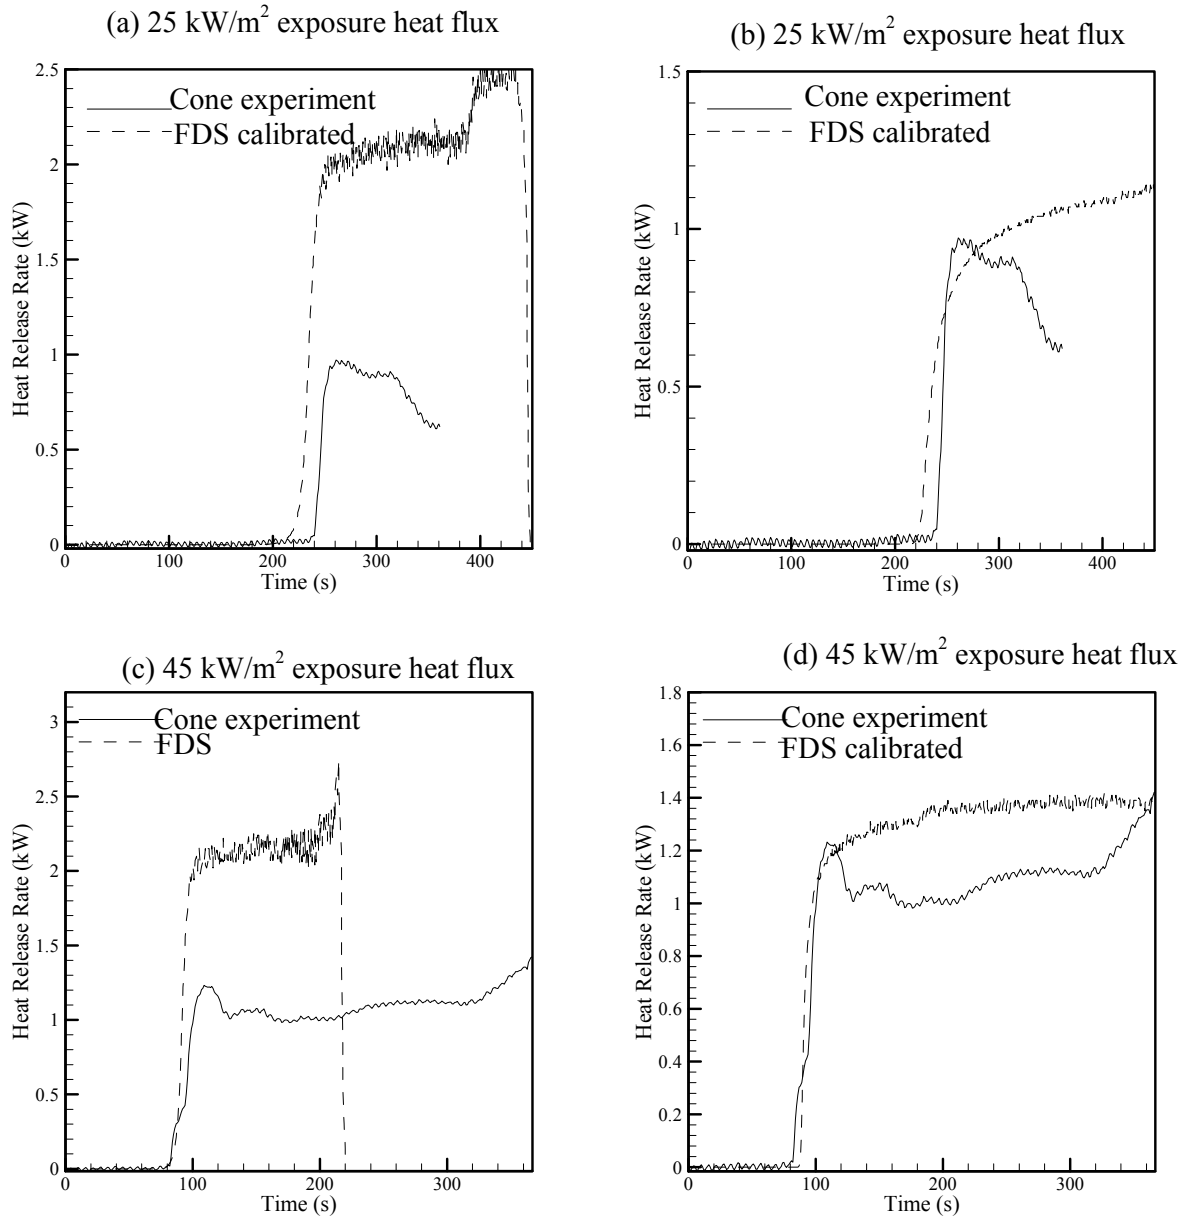 (a) 25 kW/m² exposure heat flux
2.5
2
1.5
1
0.5
0
Heat Release Rate (kW)
Cone experiment
FDS calibrated
0 100 200 300 400
Time (s)
(b) 25 kW/m² exposure heat flux
1.5
1
0.5
0
Heat Release Rate (kW)
Cone experiment
FDS calibrated
0 100 200 300 400
Time (s)
(c) 45 kW/m² exposure heat flux
3
2.5
2
1.5
1
0.5
0
Heat Release Rate (kW)
Cone experiment
FDS
0 100 200 300
Time (s)
(d) 45 kW/m² exposure heat flux
1.8
1.6
1.4
1.2
1
0.8
0.6
0.4
0.2
0
Heat Release Rate (kW)
Cone experiment
FDS calibrated
0 100 200 300
Time (s)